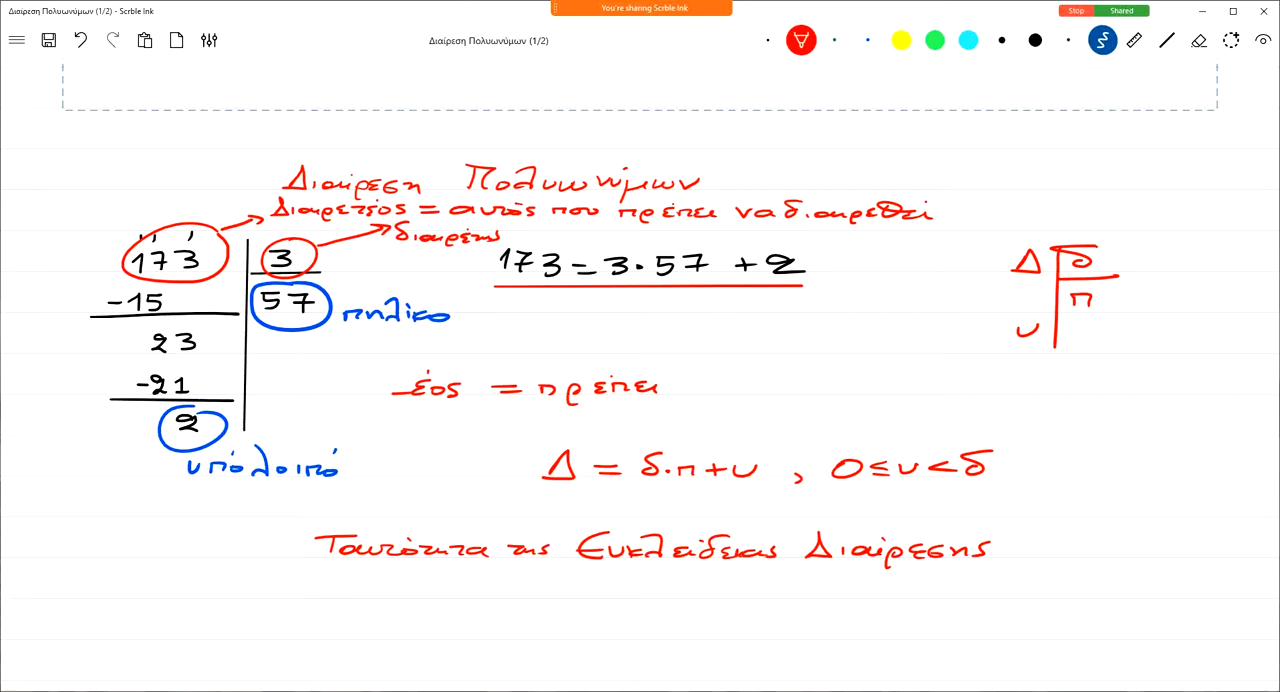 Διαίρεση Πολυωνύμων (1/2) - Scrble Ink
You're sharing Scrble Ink
Stop Shared
Διαίρεση Πολυωνύμων (1/2)
Διαίρεση Πολυωνύμων
Διαιρετέος = αυτός που πρέπει να διαιρεθεί
διαιρέτης
173 3
173 = 3·57 + 2
Δ δ
-15 57 πηλίκο
π
23
υ
-21
-έος = πρέπει
2
υπόλοιπό
Δ = δ·π+υ , 0≤υ<δ
Ταυτότητα της Ευκλείδειας Διαίρεσης